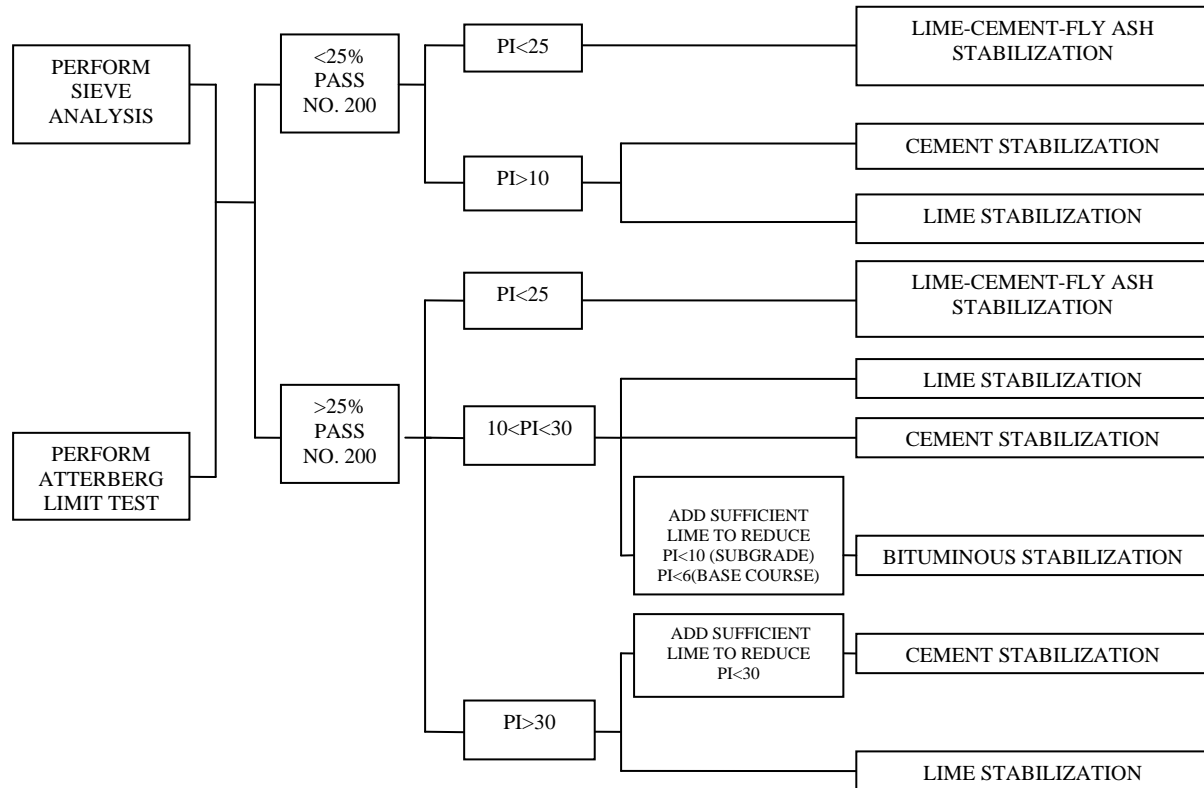 PERFORM
SIEVE
ANALYSIS
PERFORM
ATTERBERG
LIMIT TEST
<25%
PASS
NO. 200
>25%
PASS
NO. 200
PI<25
PI>10
PI<25
10<PI<30
PI>30
ADD SUFFICIENT
LIME TO REDUCE
PI<10 (SUBGRADE)
PI<6(BASE COURSE)
ADD SUFFICIENT
LIME TO REDUCE
PI<30
LIME-CEMENT-FLY ASH
STABILIZATION
CEMENT STABILIZATION
LIME STABILIZATION
LIME-CEMENT-FLY ASH
STABILIZATION
LIME STABILIZATION
CEMENT STABILIZATION
BITUMINOUS STABILIZATION
CEMENT STABILIZATION
LIME STABILIZATION